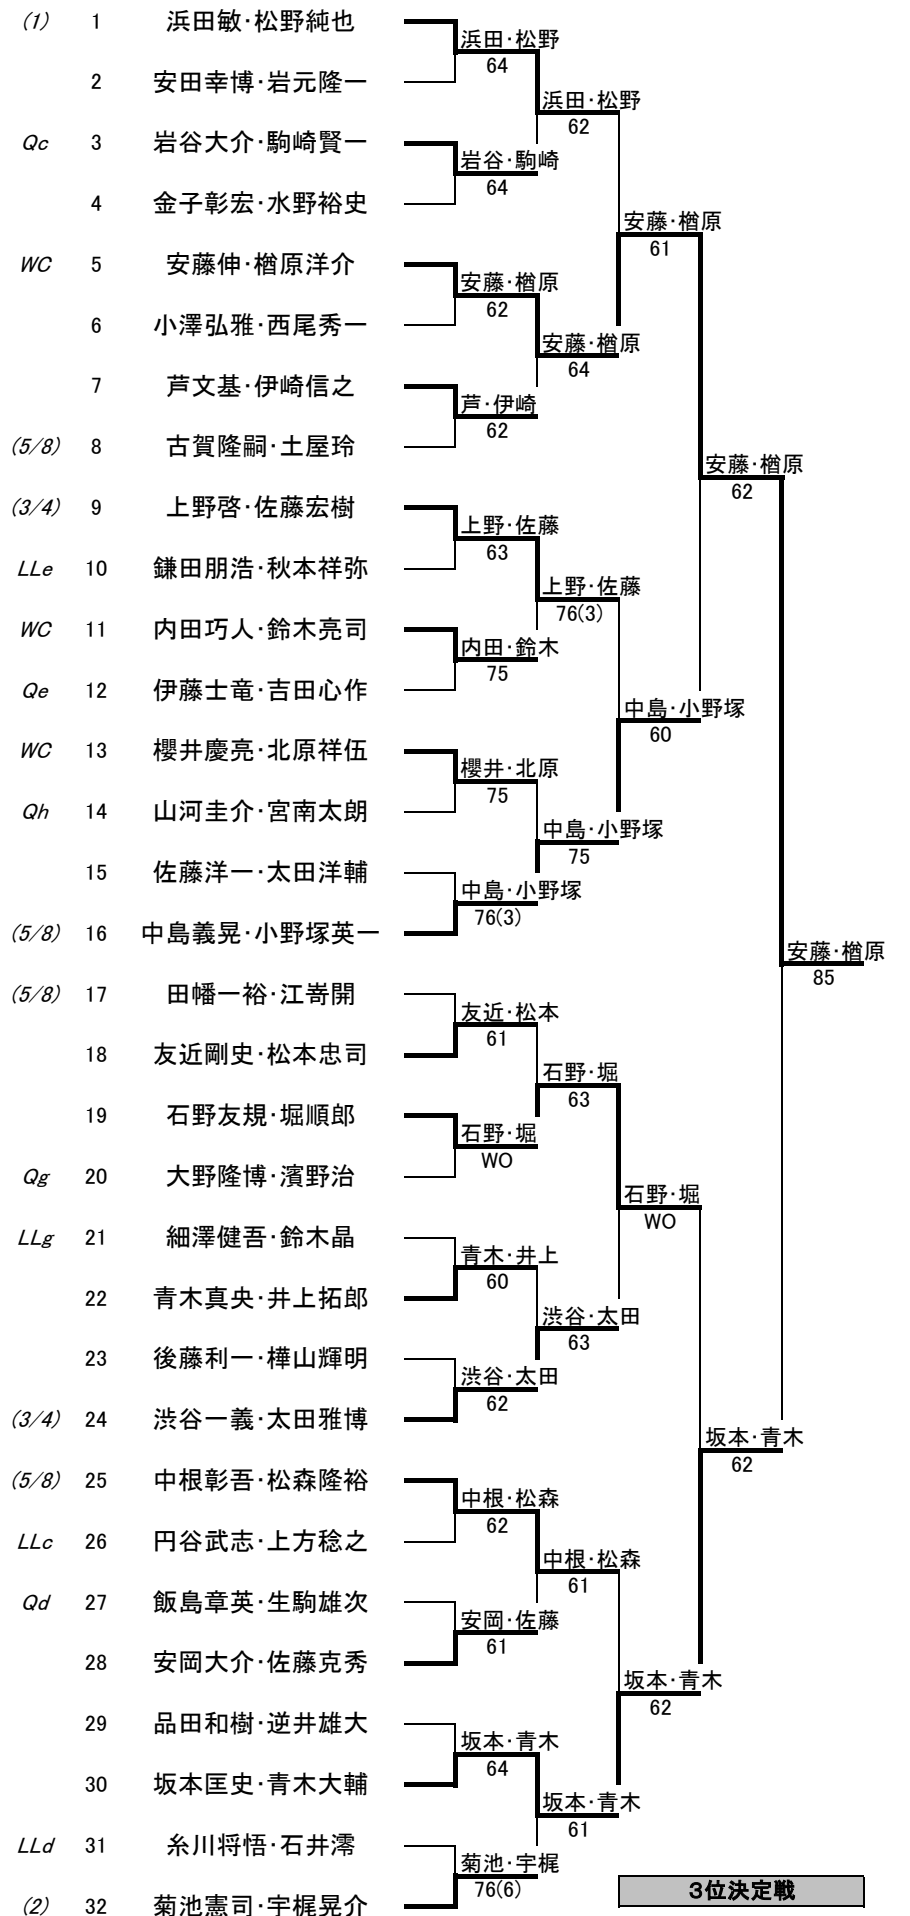 (1) 1 浜田敏･松野純也
浜田･松野
64
2 安田幸博･岩元隆一
浜田･松野
62
Qc 3 岩谷大介･駒崎賢一
岩谷･駒崎
64
4 金子彰宏･水野裕史
安藤･楢原
61
WC 5 安藤伸･楢原洋介
安藤･楢原
62
6 小澤弘雅･西尾秀一
安藤･楢原
64
7 芦文基･伊崎信之
芦･伊崎
62
(5/8) 8 古賀隆嗣･土屋玲
安藤･楢原
62
(3/4) 9 上野啓･佐藤宏樹
上野･佐藤
63
LLe 10 鎌田朋浩･秋本祥弥
上野･佐藤
76(3)
WC 11 内田巧人･鈴木亮司
内田･鈴木
75
Qe 12 伊藤士竜･吉田心作
中島･小野塚
60
WC 13 櫻井慶亮･北原祥伍
櫻井･北原
75
Qh 14 山河圭介･宮南太朗
中島･小野塚
75
15 佐藤洋一･太田洋輔
中島･小野塚
76(3)
(5/8) 16 中島義晃･小野塚英一
安藤･楢原
85
(5/8) 17 田幡一裕･江嵜開
友近･松本
61
18 友近剛史･松本忠司
石野･堀
63
19 石野友規･堀順郎
石野･堀
WO
Qg 20 大野隆博･濱野治
石野･堀
WO
LLg 21 細澤健吾･鈴木晶
青木･井上
60
22 青木真央･井上拓郎
渋谷･太田
63
23 後藤利一･樺山輝明
渋谷･太田
62
(3/4) 24 渋谷一義･太田雅博
坂本･青木
62
(5/8) 25 中根彰吾･松森隆裕
中根･松森
62
LLc 26 円谷武志･上方稔之
中根･松森
61
Qd 27 飯島章英･生駒雄次
安岡･佐藤
61
28 安岡大介･佐藤克秀
坂本･青木
62
29 品田和樹･逆井雄大
坂本･青木
64
30 坂本匡史･青木大輔
坂本･青木
61
LLd 31 糸川将悟･石井澪
菊池･宇梶
76(6)
3位決定戦
(2) 32 菊池憲司･宇梶晃介